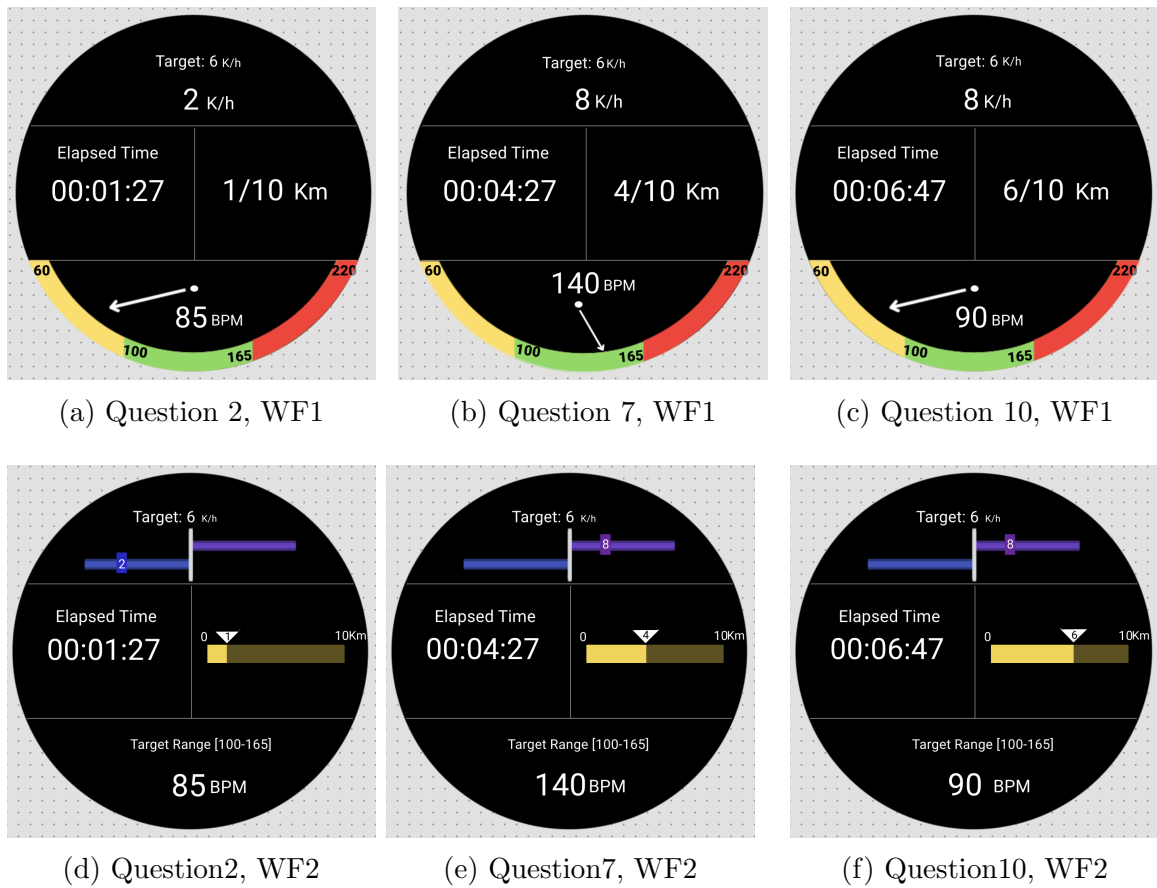 Target: 6 K/h
2 K/h
Elapsed Time
00:01:27
1/10 Km
60
220
85 BPM
100
165
(a) Question 2, WF1
Target: 6K/h
8 K/h
Elapsed Time
00:04:27
4/10 Km
60
220
140 BPM
100
165
(b) Question 7, WF1
Target: 6 K/h
8 K/h
Elapsed Time
00:06:47
6/10 Km
60
220
90 BPM
100
165
(c) Question 10, WF1
Target: 6 K/h
2
Elapsed Time
00:01:27
0
1
10Km
Target Range [100-165]
85 BPM
(d) Question2, WF2
Target: 6 K/h
8
Elapsed Time
00:04:27
0
4
10Km
Target Range [100-165]
140 BPM
(e) Question7, WF2
Target: 6 K/h
8
Elapsed Time
00:06:47
0
6
10Km
Target Range [100-165]
90 BPM
(f) Question10, WF2